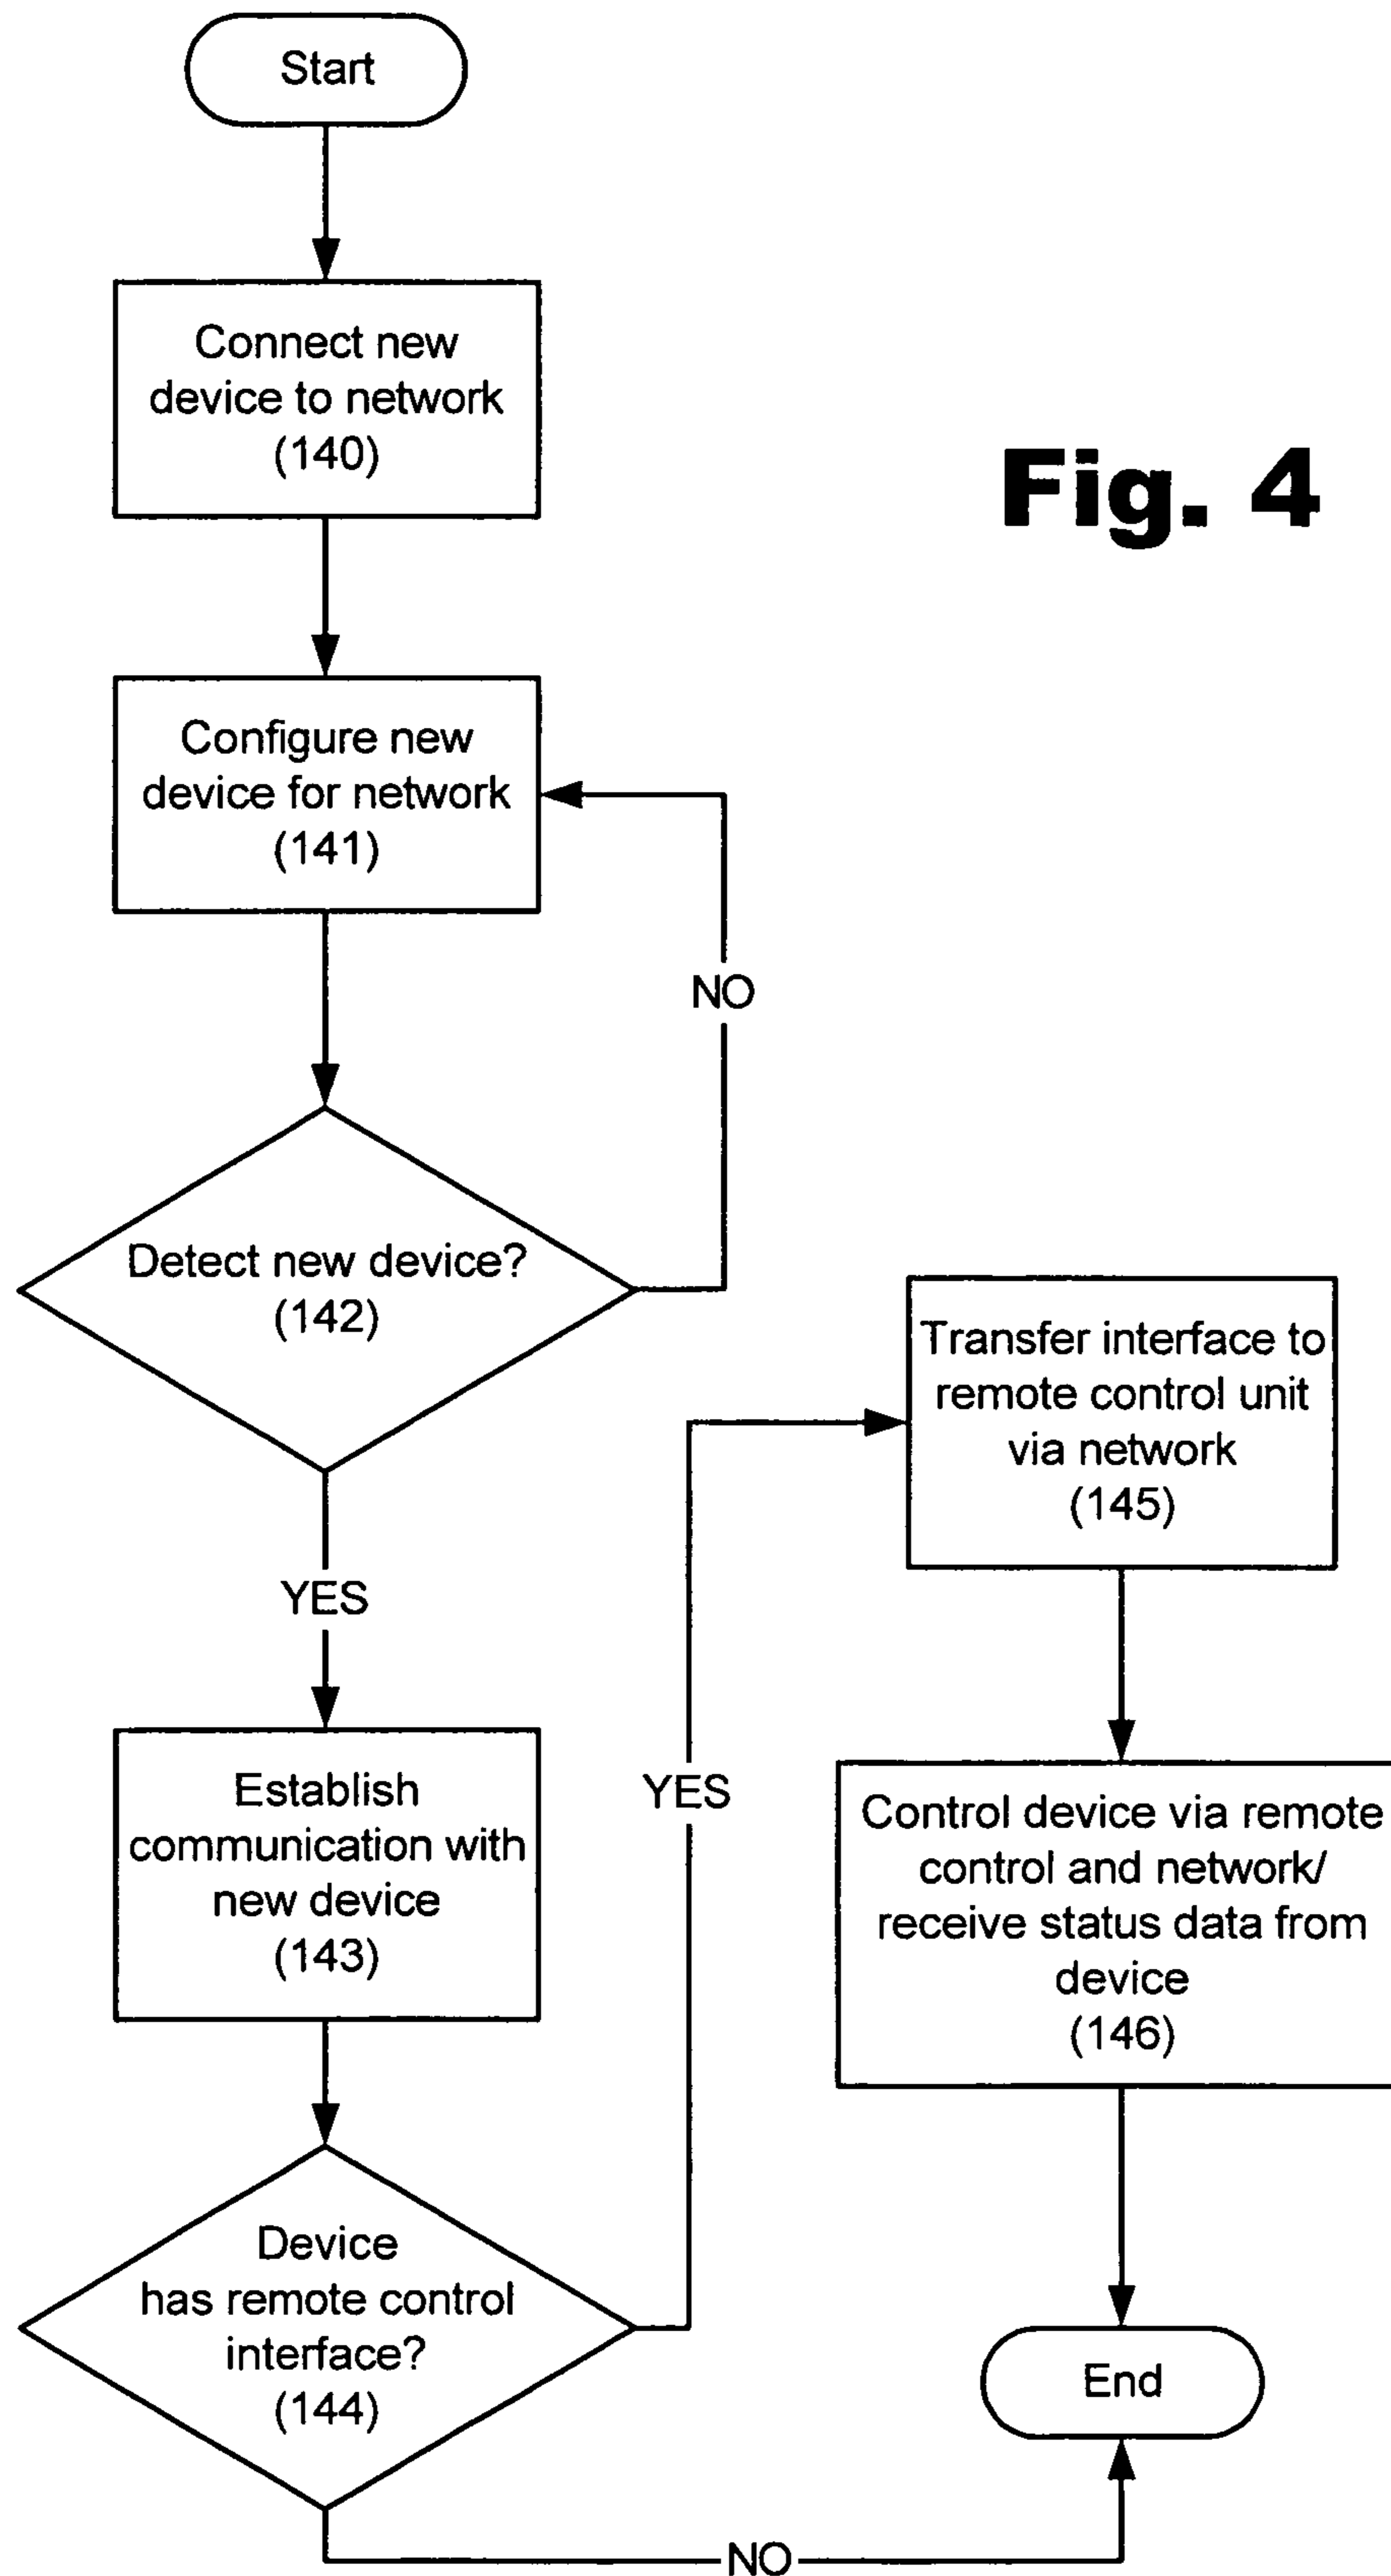 Start
Connect new
device to network
(140)
Fig. 4
Configure new
device for network
(141)
NO
Detect new device?
(142)
YES
Establish
communication with
new device
(143)
Device
has remote control
interface?
(144)
YES
NO
Transfer interface to
remote control unit
via network
(145)
Control device via remote
control and network/
receive status data from
device
(146)
End